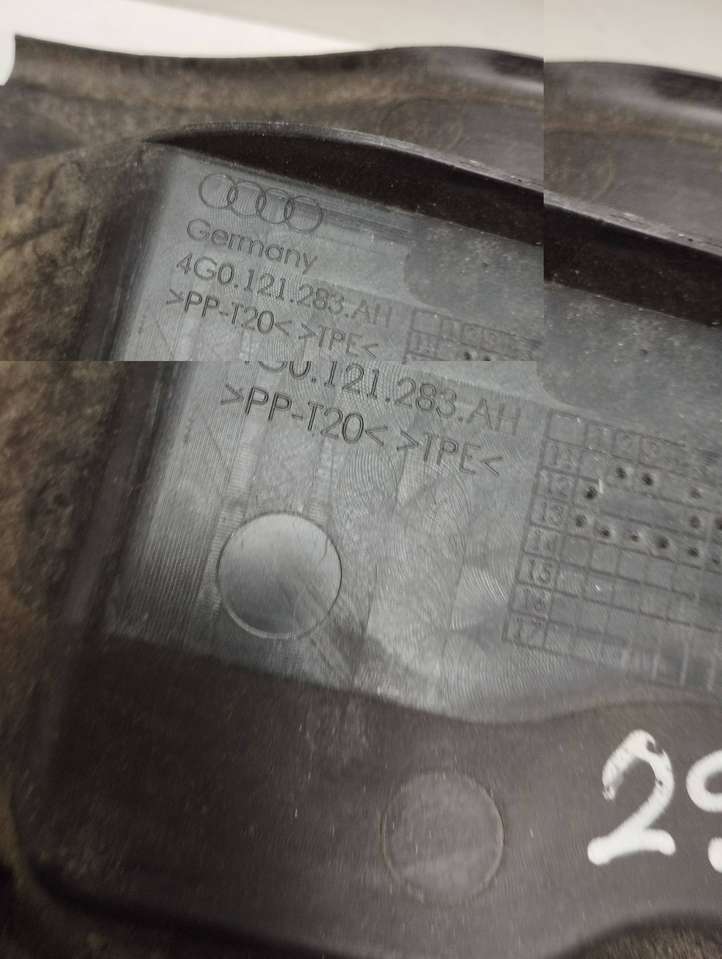 Germany
4G0.121.283.AH
>PP-T20< >TPE<
0.121.283.AH
>PP-T20< >TPE<
11
12
13
14
15
16
17
29